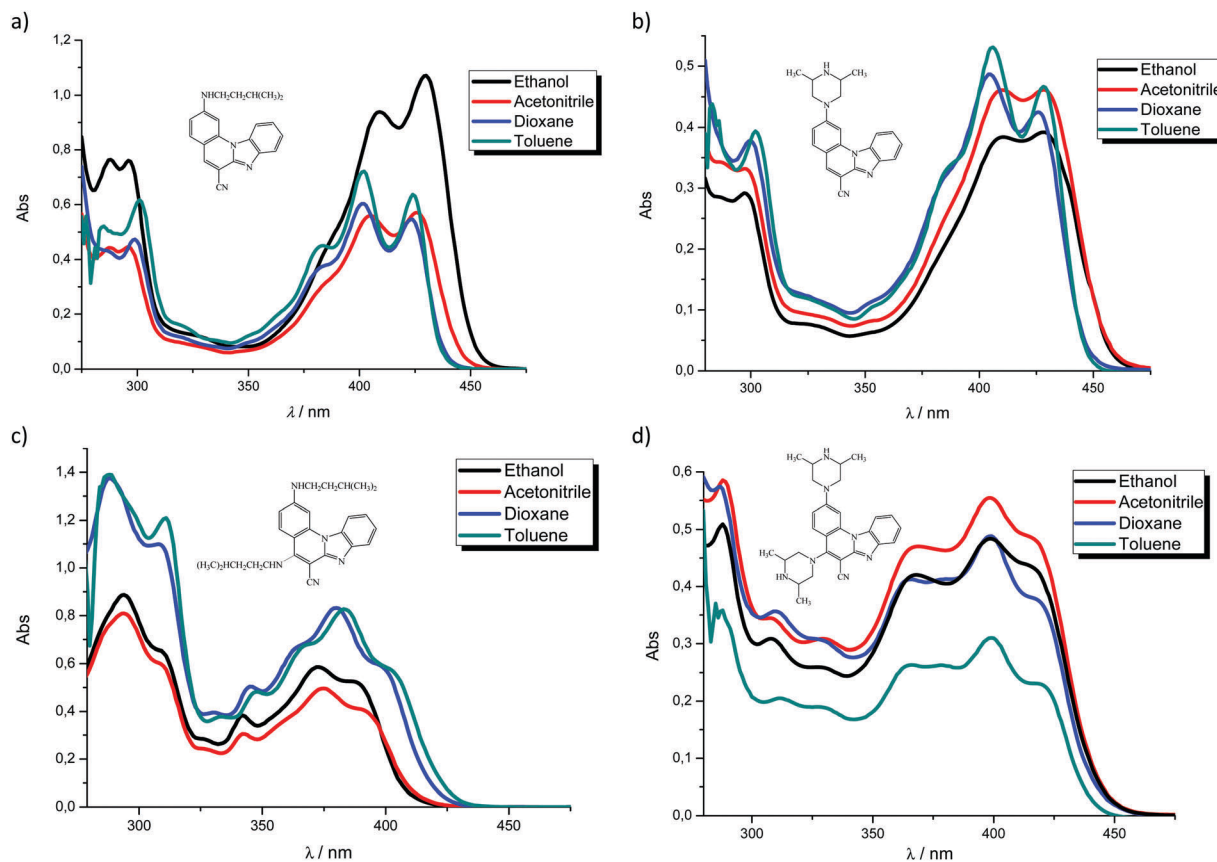 a)
1,2
1,0
0,8
0,6
0,4
0,2
0,0
Abs
300
350
400
450
λ / nm
Ethanol
Acetonitrile
Dioxane
Toluene
NHCH₂CH₂CH(CH₃)₂
N
N
CN
b)
0,5
0,4
0,3
0,2
0,1
0,0
Abs
300
350
400
450
λ / nm
Ethanol
Acetonitrile
Dioxane
Toluene
H
H₃C N CH₃
N
N
N
CN
c)
1,4
1,2
1,0
0,8
0,6
0,4
0,2
0,0
Abs
300
350
400
450
λ / nm
Ethanol
Acetonitrile
Dioxane
Toluene
NHCH₂CH₂CH(CH₃)₂
N
(H₃C)₂HCH₂CH₂CHN
N
CN
d)
0,6
0,5
0,4
0,3
0,2
0,1
0,0
Abs
300
350
400
450
λ / nm
Ethanol
Acetonitrile
Dioxane
Toluene
H
H₃C N CH₃
N
H₃C
N
N
N
HN
CN
CH₃